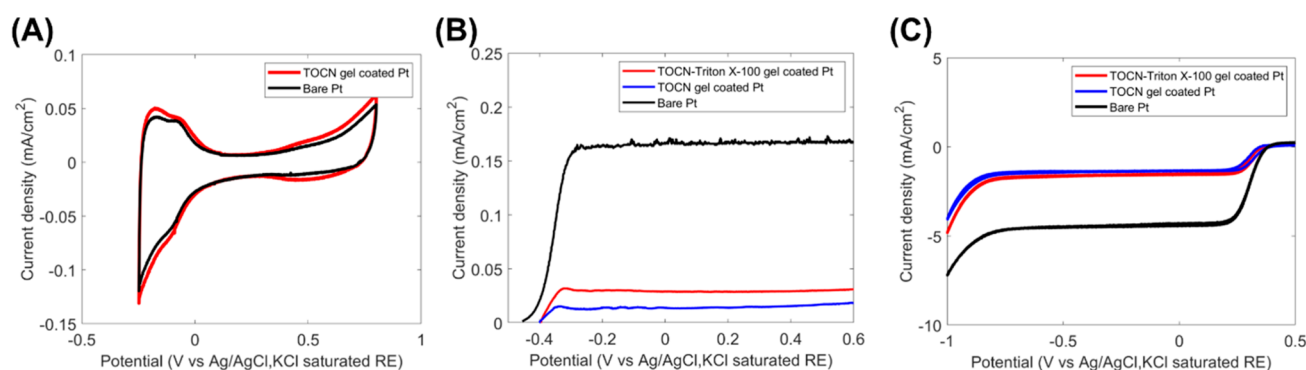 (A)
0.1
0.05
0
-0.05
-0.1
-0.15
-0.5
0
0.5
1
Current density (mA/cm2)
Potential (V vs Ag/AgCl,KCl saturated RE)
TOCN gel coated Pt
Bare Pt
(B)
0.25
0.2
0.15
0.1
0.05
0
-0.4
-0.2
0
0.2
0.4
0.6
Current density (mA/cm2)
Potential (V vs Ag/AgCl,KCl saturated RE)
TOCN-Triton X-100 gel coated Pt
TOCN gel coated Pt
Bare Pt
(C)
5
0
-5
-10
-1
0
0.5
Current density (mA/cm2)
Potential (V vs Ag/AgCl,KCl saturated RE)
TOCN-Triton X-100 gel coated Pt
TOCN gel coated Pt
Bare Pt